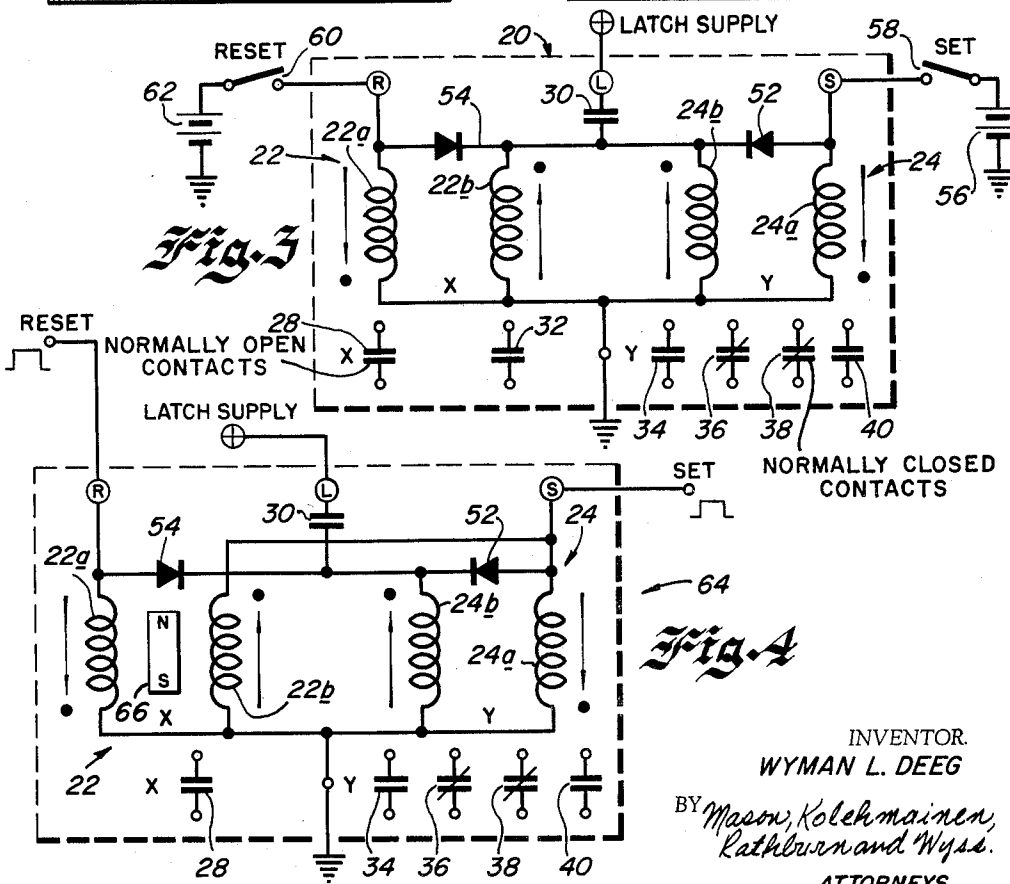 LATCH SUPPLY
20
58
SET
RESET
60
R
L
S
62
30
54
24b
52
22a
22
22b
24
24a
56
Fig. 3
X
Y
RESET
28
X
32
Y
NORMALLY OPEN
CONTACTS
34
36
38
40
LATCH SUPPLY
NORMALLY CLOSED
CONTACTS
R
L
S
SET
30
54
52
24
22a
24b
64
N
S
66
24a
22b
Fig. 4
X
Y
22
X
Y
28
34
36
38
40
INVENTOR.
WYMAN L. DEEG
BY Mason, Kolehmainen,
Rathburn and Wyss.
ATTORNEYS